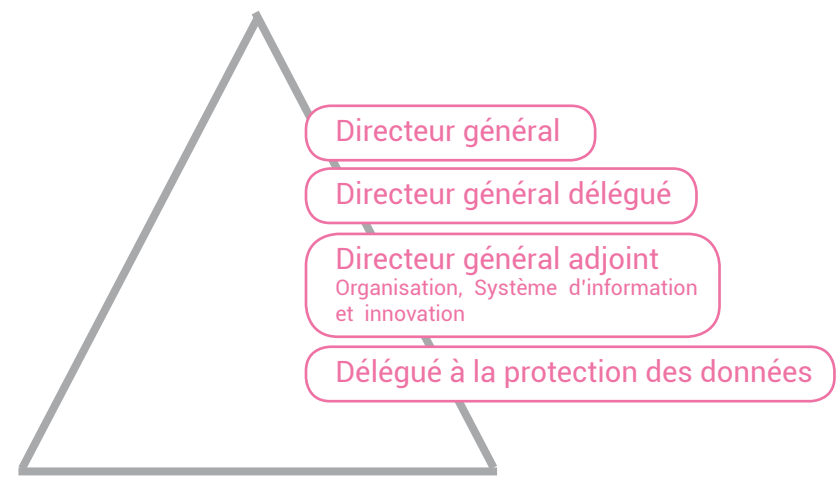 Directeur général
Directeur général délégué
Directeur général adjoint
Organisation, Système d'information
et innovation
Délégué à la protection des données